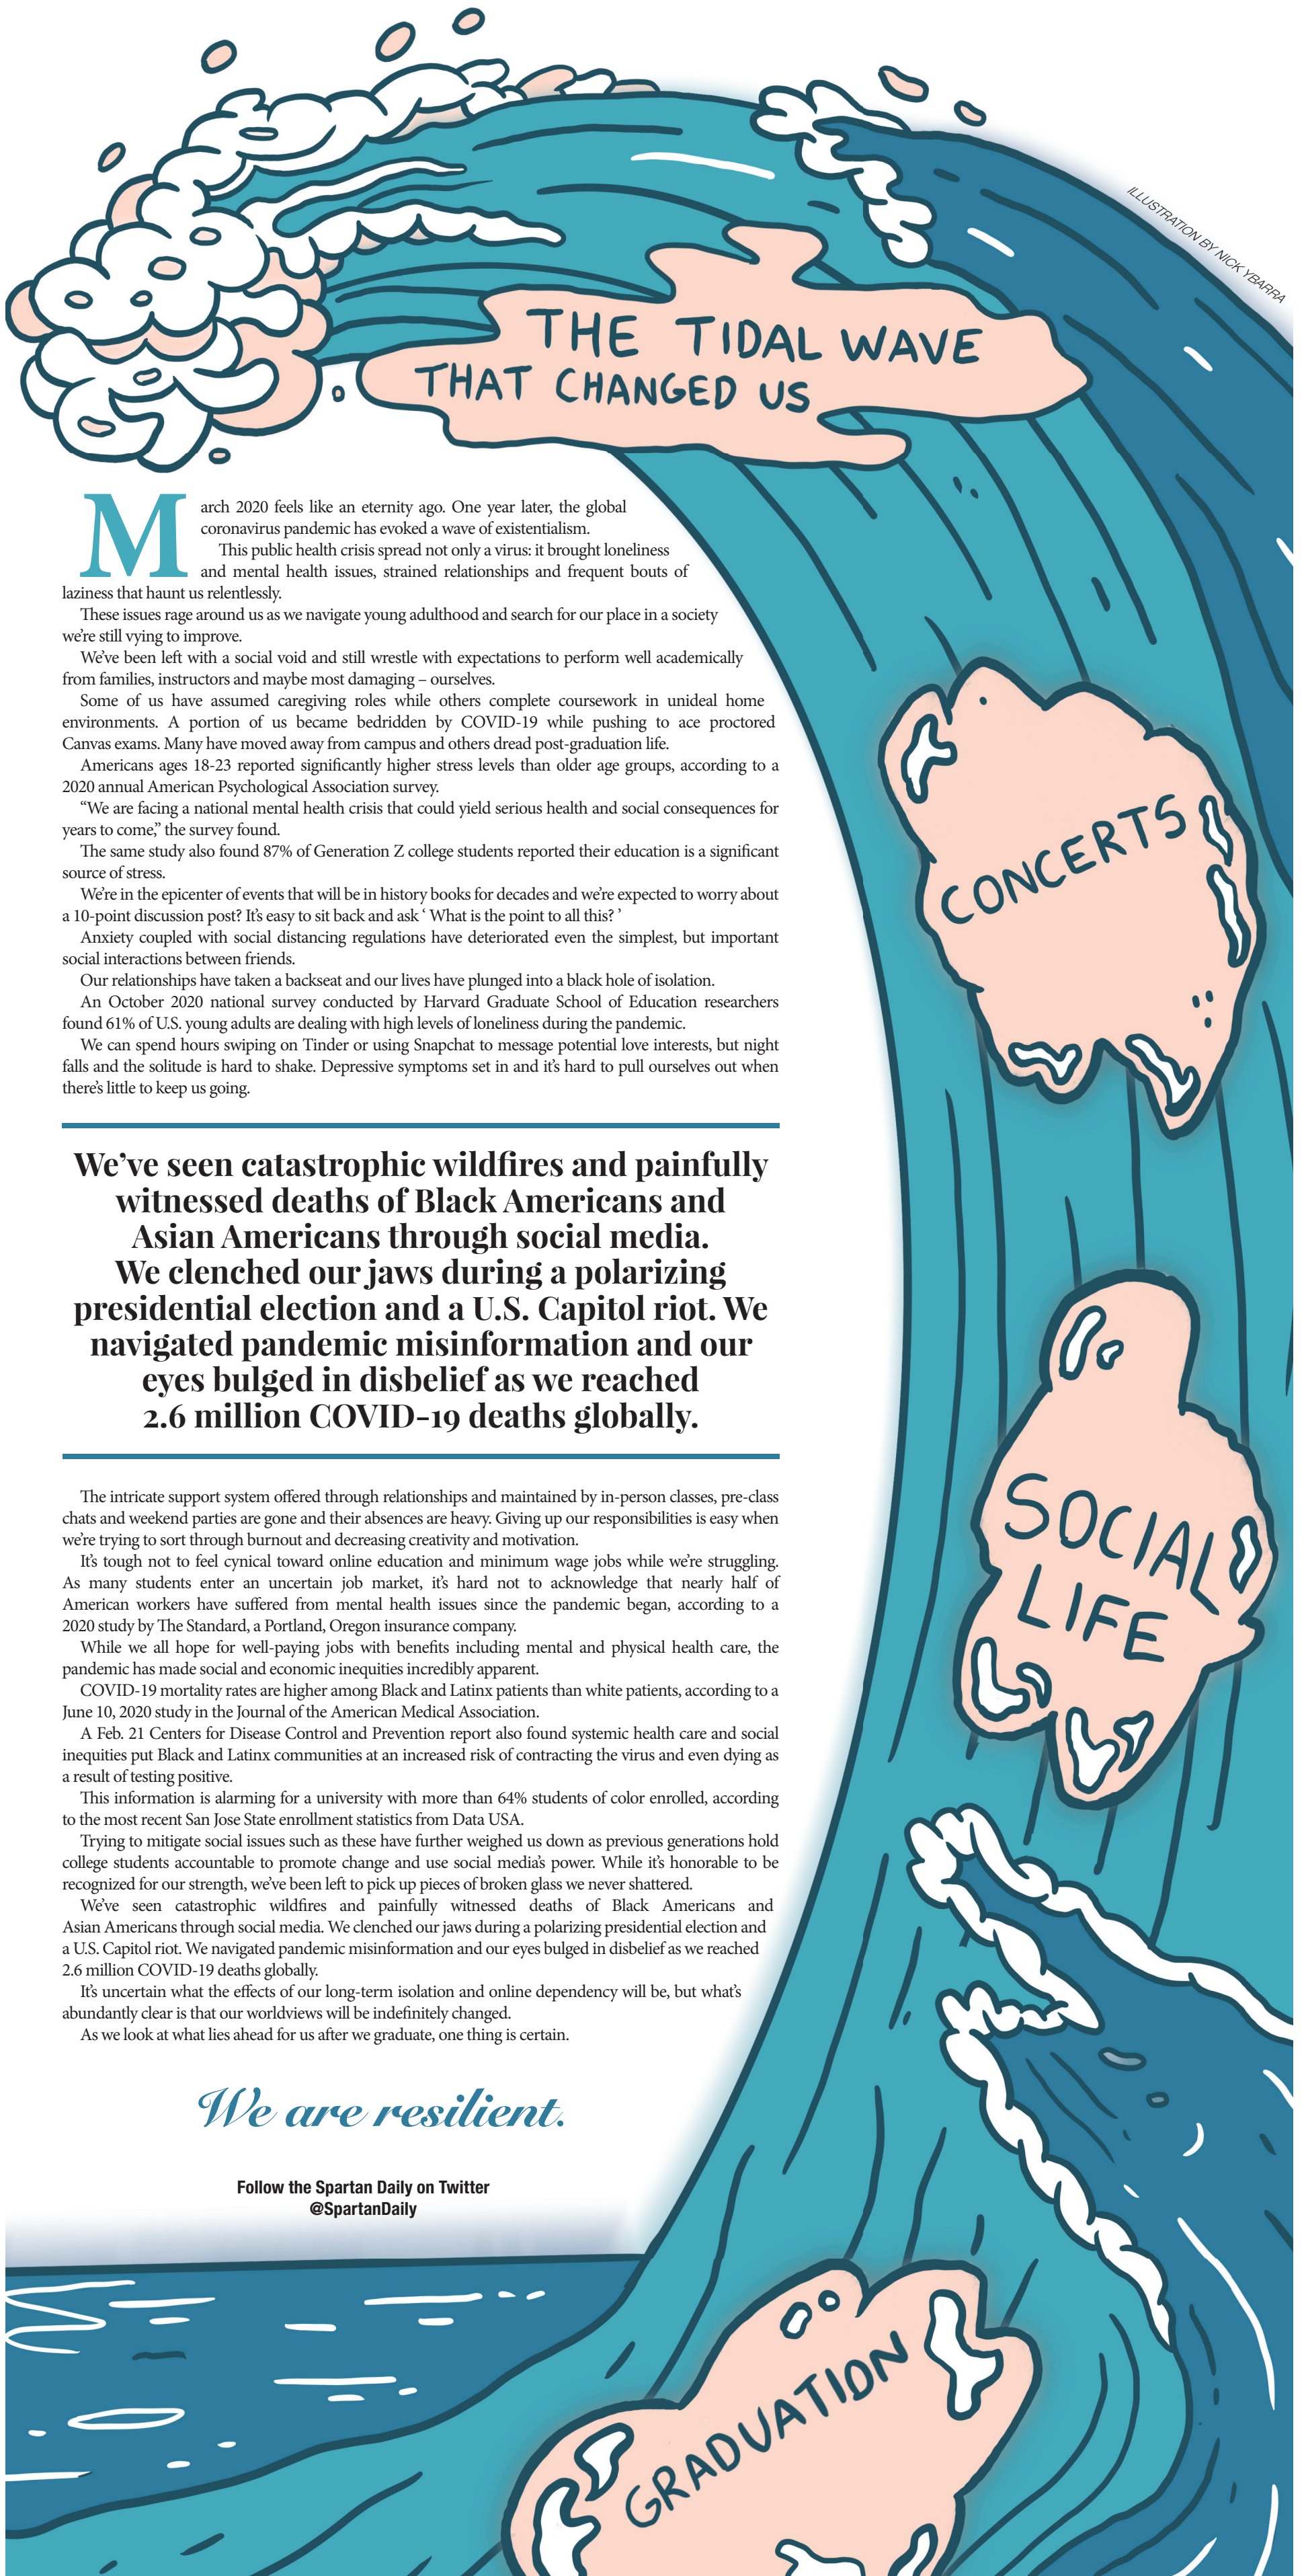 ILLUSTRATION BY NICK YBARRA
THE TIDAL WAVE
THAT CHANGED US
March 2020 feels like an eternity ago. One year later, the global
coronavirus pandemic has evoked a wave of existentialism.
This public health crisis spread not only a virus: it brought loneliness
and mental health issues, strained relationships and frequent bouts of
laziness that haunt us relentlessly.
These issues rage around us as we navigate young adulthood and search for our place in a society
we’re still vying to improve.
We’ve been left with a social void and still wrestle with expectations to perform well academically
from families, instructors and maybe most damaging – ourselves.
Some of us have assumed caregiving roles while others complete coursework in unideal home
environments. A portion of us became bedridden by COVID-19 while pushing to ace proctored
Canvas exams. Many have moved away from campus and others dread post-graduation life.
Americans ages 18-23 reported significantly higher stress levels than older age groups, according to a
2020 annual American Psychological Association survey.
“We are facing a national mental health crisis that could yield serious health and social consequences for
years to come,” the survey found.
The same study also found 87% of Generation Z college students reported their education is a significant
source of stress.
We’re in the epicenter of events that will be in history books for decades and we’re expected to worry about
a 10-point discussion post? It’s easy to sit back and ask ‘ What is the point to all this? ’
Anxiety coupled with social distancing regulations have deteriorated even the simplest, but important
social interactions between friends.
Our relationships have taken a backseat and our lives have plunged into a black hole of isolation.
An October 2020 national survey conducted by Harvard Graduate School of Education researchers
found 61% of U.S. young adults are dealing with high levels of loneliness during the pandemic.
We can spend hours swiping on Tinder or using Snapchat to message potential love interests, but night
falls and the solitude is hard to shake. Depressive symptoms set in and it’s hard to pull ourselves out when
there’s little to keep us going.
We’ve seen catastrophic wildfires and painfully
witnessed deaths of Black Americans and
Asian Americans through social media.
We clenched our jaws during a polarizing
presidential election and a U.S. Capitol riot. We
navigated pandemic misinformation and our
eyes bulged in disbelief as we reached
2.6 million COVID-19 deaths globally.
The intricate support system offered through relationships and maintained by in-person classes, pre-class
chats and weekend parties are gone and their absences are heavy. Giving up our responsibilities is easy when
we’re trying to sort through burnout and decreasing creativity and motivation.
It’s tough not to feel cynical toward online education and minimum wage jobs while we’re struggling.
As many students enter an uncertain job market, it’s hard not to acknowledge that nearly half of
American workers have suffered from mental health issues since the pandemic began, according to a
2020 study by The Standard, a Portland, Oregon insurance company.
While we all hope for well-paying jobs with benefits including mental and physical health care, the
pandemic has made social and economic inequities incredibly apparent.
COVID-19 mortality rates are higher among Black and Latinx patients than white patients, according to a
June 10, 2020 study in the Journal of the American Medical Association.
A Feb. 21 Centers for Disease Control and Prevention report also found systemic health care and social
inequities put Black and Latinx communities at an increased risk of contracting the virus and even dying as
a result of testing positive.
This information is alarming for a university with more than 64% students of color enrolled, according
to the most recent San Jose State enrollment statistics from Data USA.
Trying to mitigate social issues such as these have further weighed us down as previous generations hold
college students accountable to promote change and use social media’s power. While it’s honorable to be
recognized for our strength, we’ve been left to pick up pieces of broken glass we never shattered.
We’ve seen catastrophic wildfires and painfully witnessed deaths of Black Americans and
Asian Americans through social media. We clenched our jaws during a polarizing presidential election and
a U.S. Capitol riot. We navigated pandemic misinformation and our eyes bulged in disbelief as we reached
2.6 million COVID-19 deaths globally.
It’s uncertain what the effects of our long-term isolation and online dependency will be, but what’s
abundantly clear is that our worldviews will be indefinitely changed.
As we look at what lies ahead for us after we graduate, one thing is certain.
We are resilient.
Follow the Spartan Daily on Twitter
@SpartanDaily
CONCERTS
SOCIAL
LIFE
GRADUATION